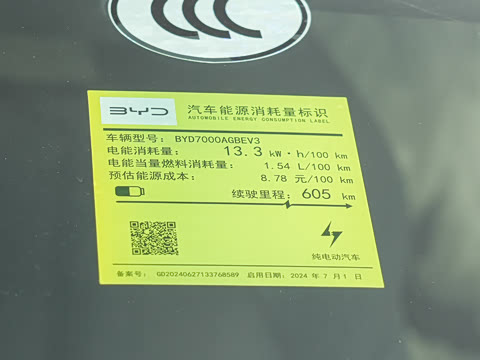 CCC
BYD 汽车能源消耗量标识
AUTOMOBILE ENERGY CONSUMPTION LABEL
车辆型号: BYD7000AGBEV3
电能消耗量: 13.3 kW·h/100 km
电能当量燃料消耗量: 1.54 L/100 km
预估能源成本: 8.78 元/100 km
续驶里程: 605 km
纯电动汽车
备案号: GD20240627133768589 启用日期: 2024 年 7 月 1 日